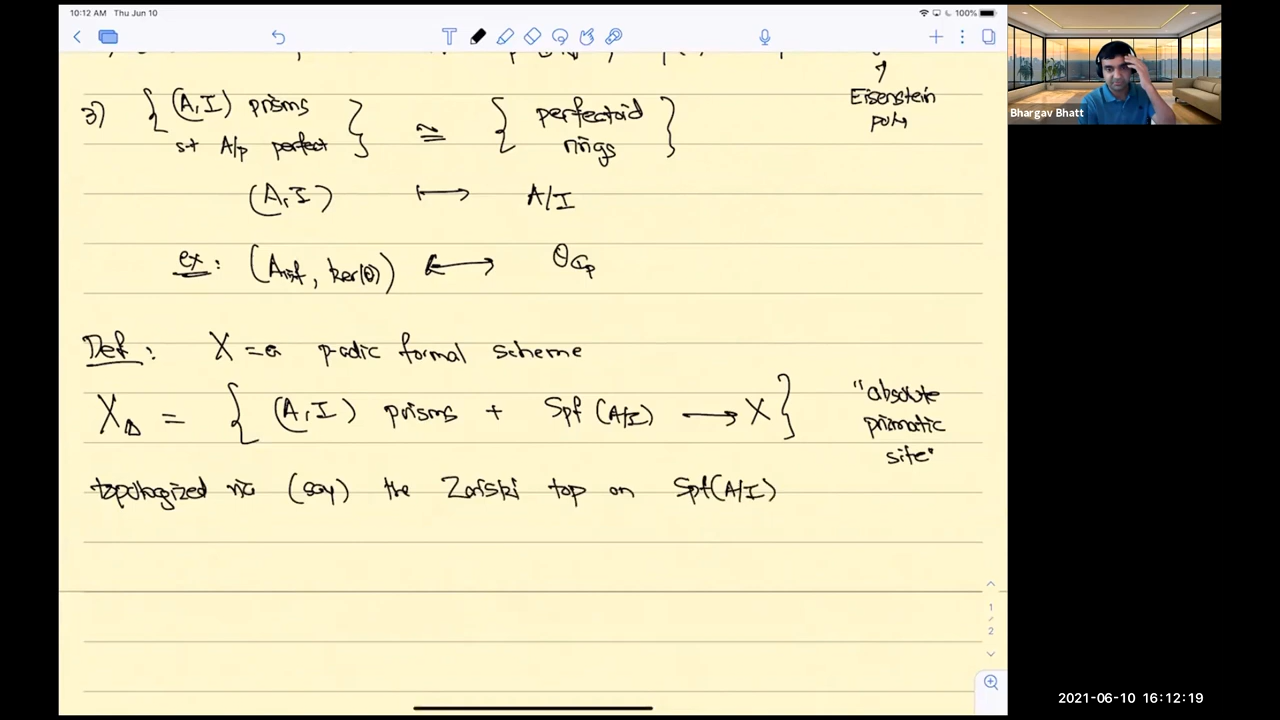 10:12 AM Thu Jun 10
100%
Eisenstein
poly
Bhargav Bhatt
3) { (A, I) prisms
s.t A/p perfect } ≅ { perfectoid
rings }
(A, I) ↦ A/I
ex: (A_inf, ker(θ)) ↔ O_Cp
Def: X = a p-adic formal scheme
X_Δ = { (A, I) prisms + Spf(A/I) → X } "absolute
prismatic
site"
topologized via (say) the Zariski top on Spf(A/I)
1
/
2
2021-06-10 16:12:19